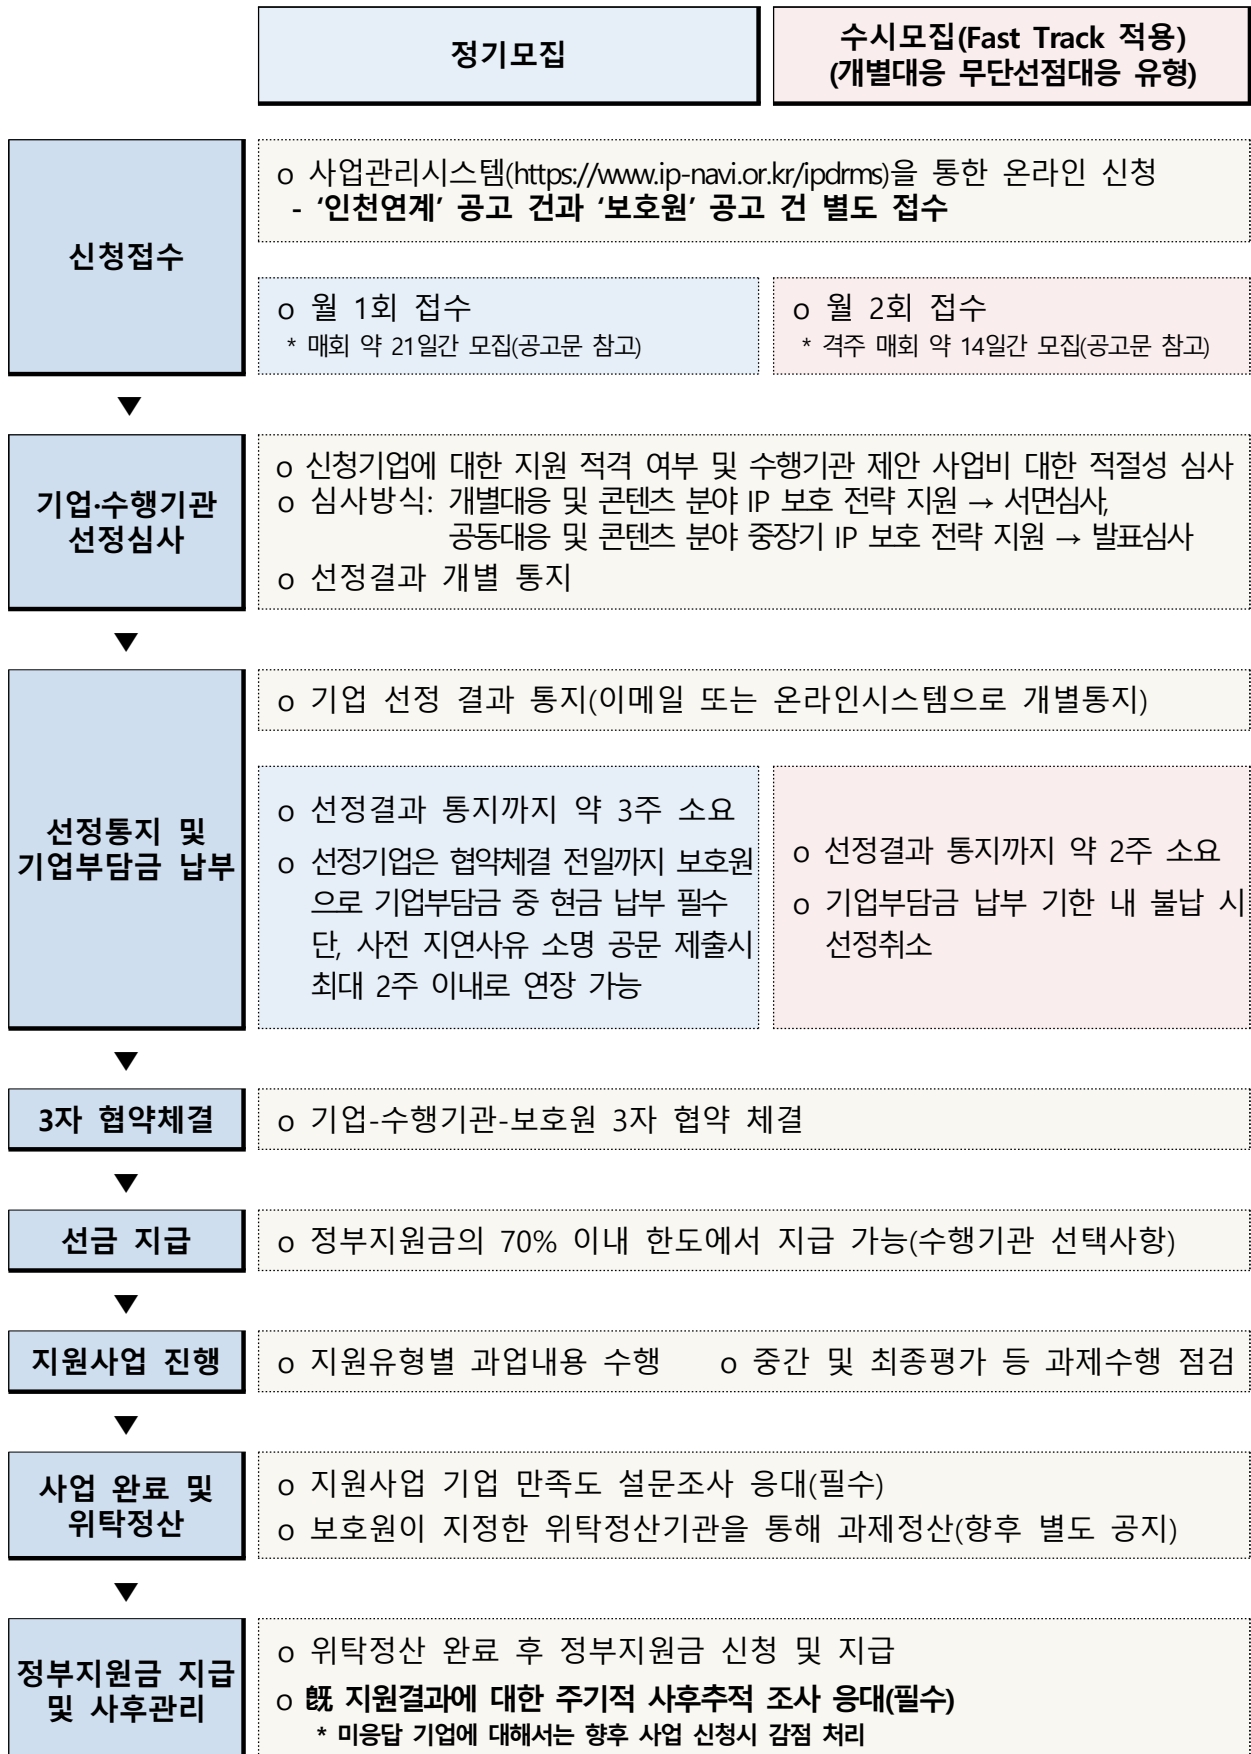 정기모집
수시모집(Fast Track 적용)
(개별대응 무단선점대응 유형)
신청접수
o 사업관리시스템(https://www.ip-navi.or.kr/ipdrms)을 통한 온라인 신청
- ‘인천연계’ 공고 건과 ‘보호원’ 공고 건 별도 접수
o 월 1회 접수
* 매회 약 21일간 모집(공고문 참고)
o 월 2회 접수
* 격주 매회 약 14일간 모집(공고문 참고)
▼
기업·수행기관
선정심사
o 신청기업에 대한 지원 적격 여부 및 수행기관 제안 사업비 대한 적절성 심사
o 심사방식: 개별대응 및 콘텐츠 분야 IP 보호 전략 지원 → 서면심사,
공동대응 및 콘텐츠 분야 중장기 IP 보호 전략 지원 → 발표심사
o 선정결과 개별 통지
▼
선정통지 및
기업부담금 납부
o 기업 선정 결과 통지(이메일 또는 온라인시스템으로 개별통지)
o 선정결과 통지까지 약 3주 소요
o 선정기업은 협약체결 전일까지 보호원
으로 기업부담금 중 현금 납부 필수
단, 사전 지연사유 소명 공문 제출시
최대 2주 이내로 연장 가능
o 선정결과 통지까지 약 2주 소요
o 기업부담금 납부 기한 내 불납 시
선정취소
▼
3자 협약체결
o 기업-수행기관-보호원 3자 협약 체결
▼
선금 지급
o 정부지원금의 70% 이내 한도에서 지급 가능(수행기관 선택사항)
▼
지원사업 진행
o 지원유형별 과업내용 수행 o 중간 및 최종평가 등 과제수행 점검
▼
사업 완료 및
위탁정산
o 지원사업 기업 만족도 설문조사 응대(필수)
o 보호원이 지정한 위탁정산기관을 통해 과제정산(향후 별도 공지)
▼
정부지원금 지급
및 사후관리
o 위탁정산 완료 후 정부지원금 신청 및 지급
o 旣 지원결과에 대한 주기적 사후추적 조사 응대(필수)
* 미응답 기업에 대해서는 향후 사업 신청시 감점 처리